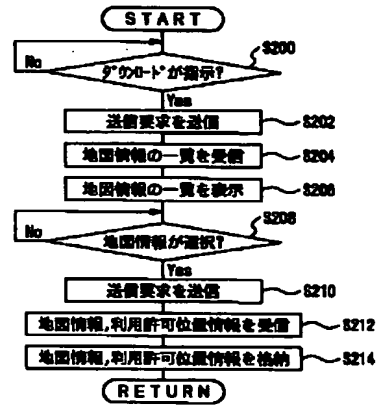 START
S200
ダウンロードが指示?
No
Yes
送信要求を送信
S202
地図情報の一覧を受信
S204
地図情報の一覧を表示
S206
S208
No
地図情報が選択?
Yes
送信要求を送信
S210
地図情報,利用許可位置情報を受信
S212
地図情報,利用許可位置情報を格納
S214
RETURN